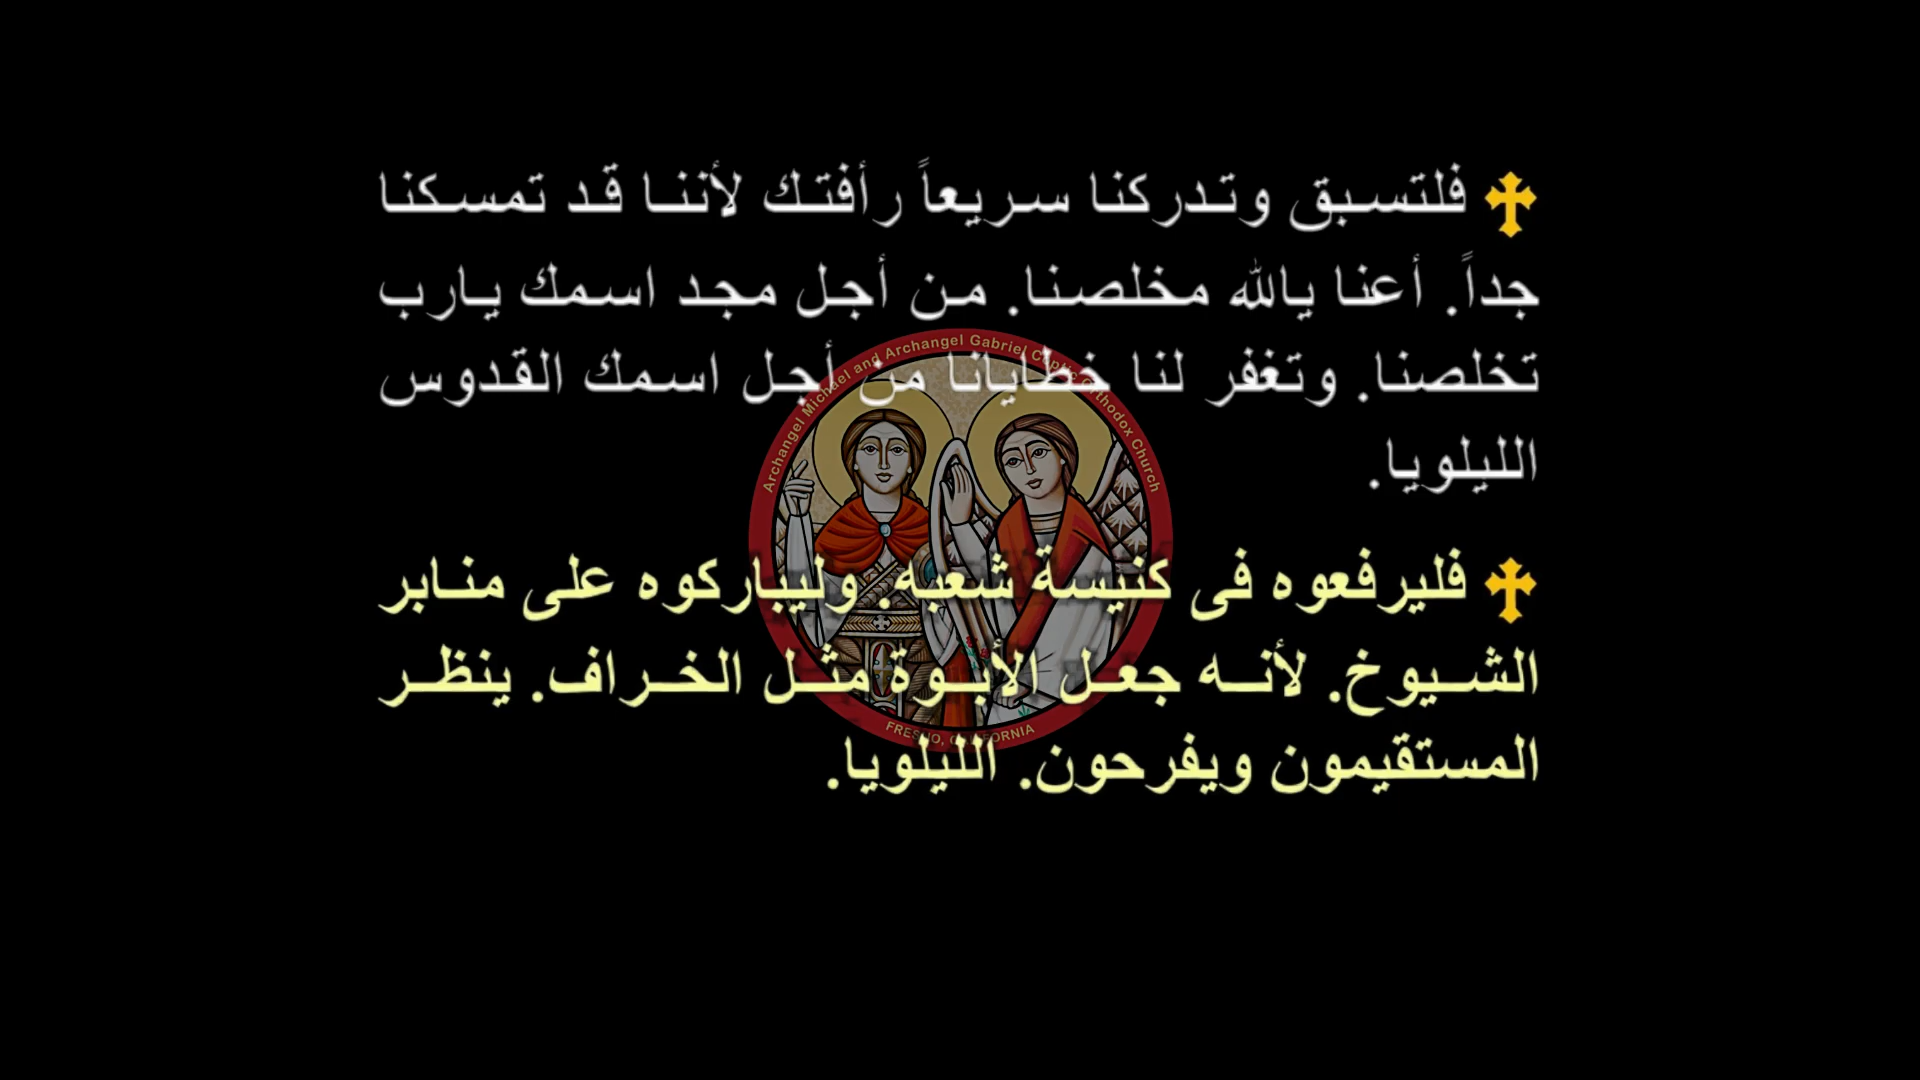 فلتسبق وتدركنا سريعاً رأفتك لأننا قد تمسكنا
جداً. أعنا يالله مخلصنا. من أجل مجد اسمك يارب
تخلصنا. وتغفر لنا خطايانا من أجل اسمك القدوس
الليلويا.
فليرفعوه فى كنيسة شعبه. وليباركوه على منابر
الشيوخ. لأنه جعل الأبوة مثل الخراف. ينظر
المستقيمون ويفرحون. الليلويا.
Archangel Michael and Archangel Gabriel Coptic Orthodox Church
FRESNO, CALIFORNIA